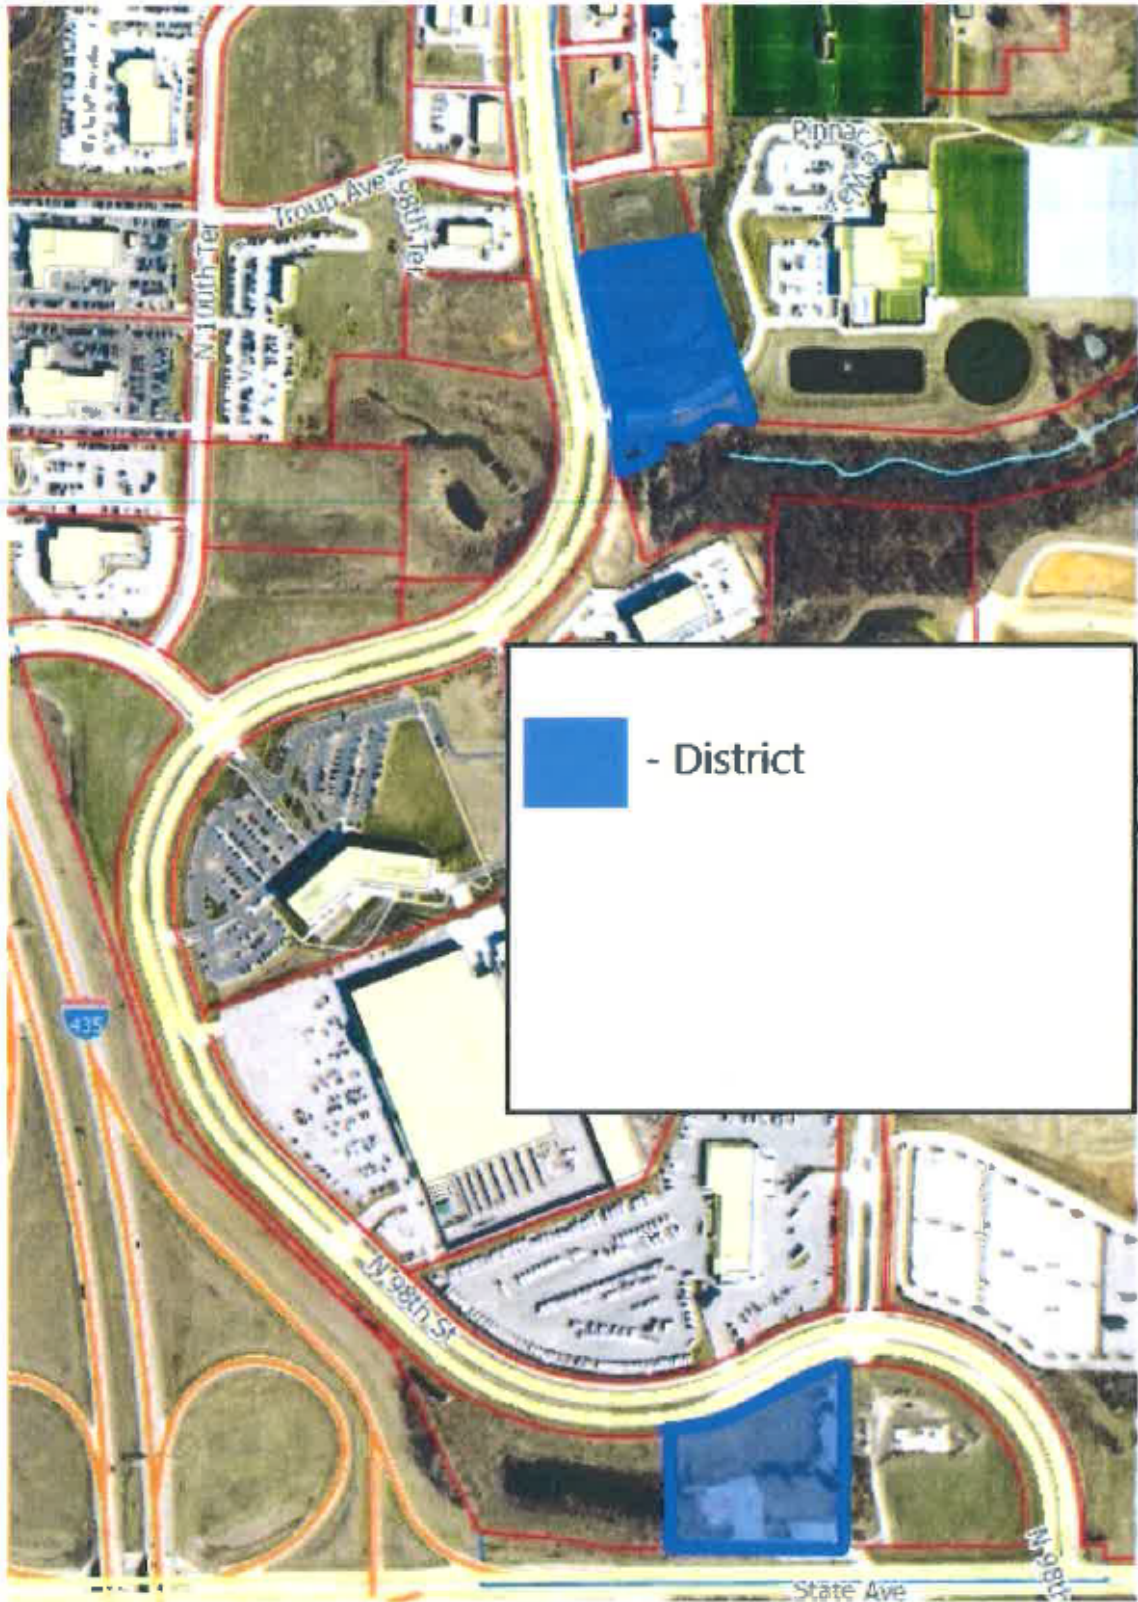 Pinnacle Way
Troup Ave
N 98th Ter
N 100th Ter
- District
435
N 98th St
N 98th
State Ave